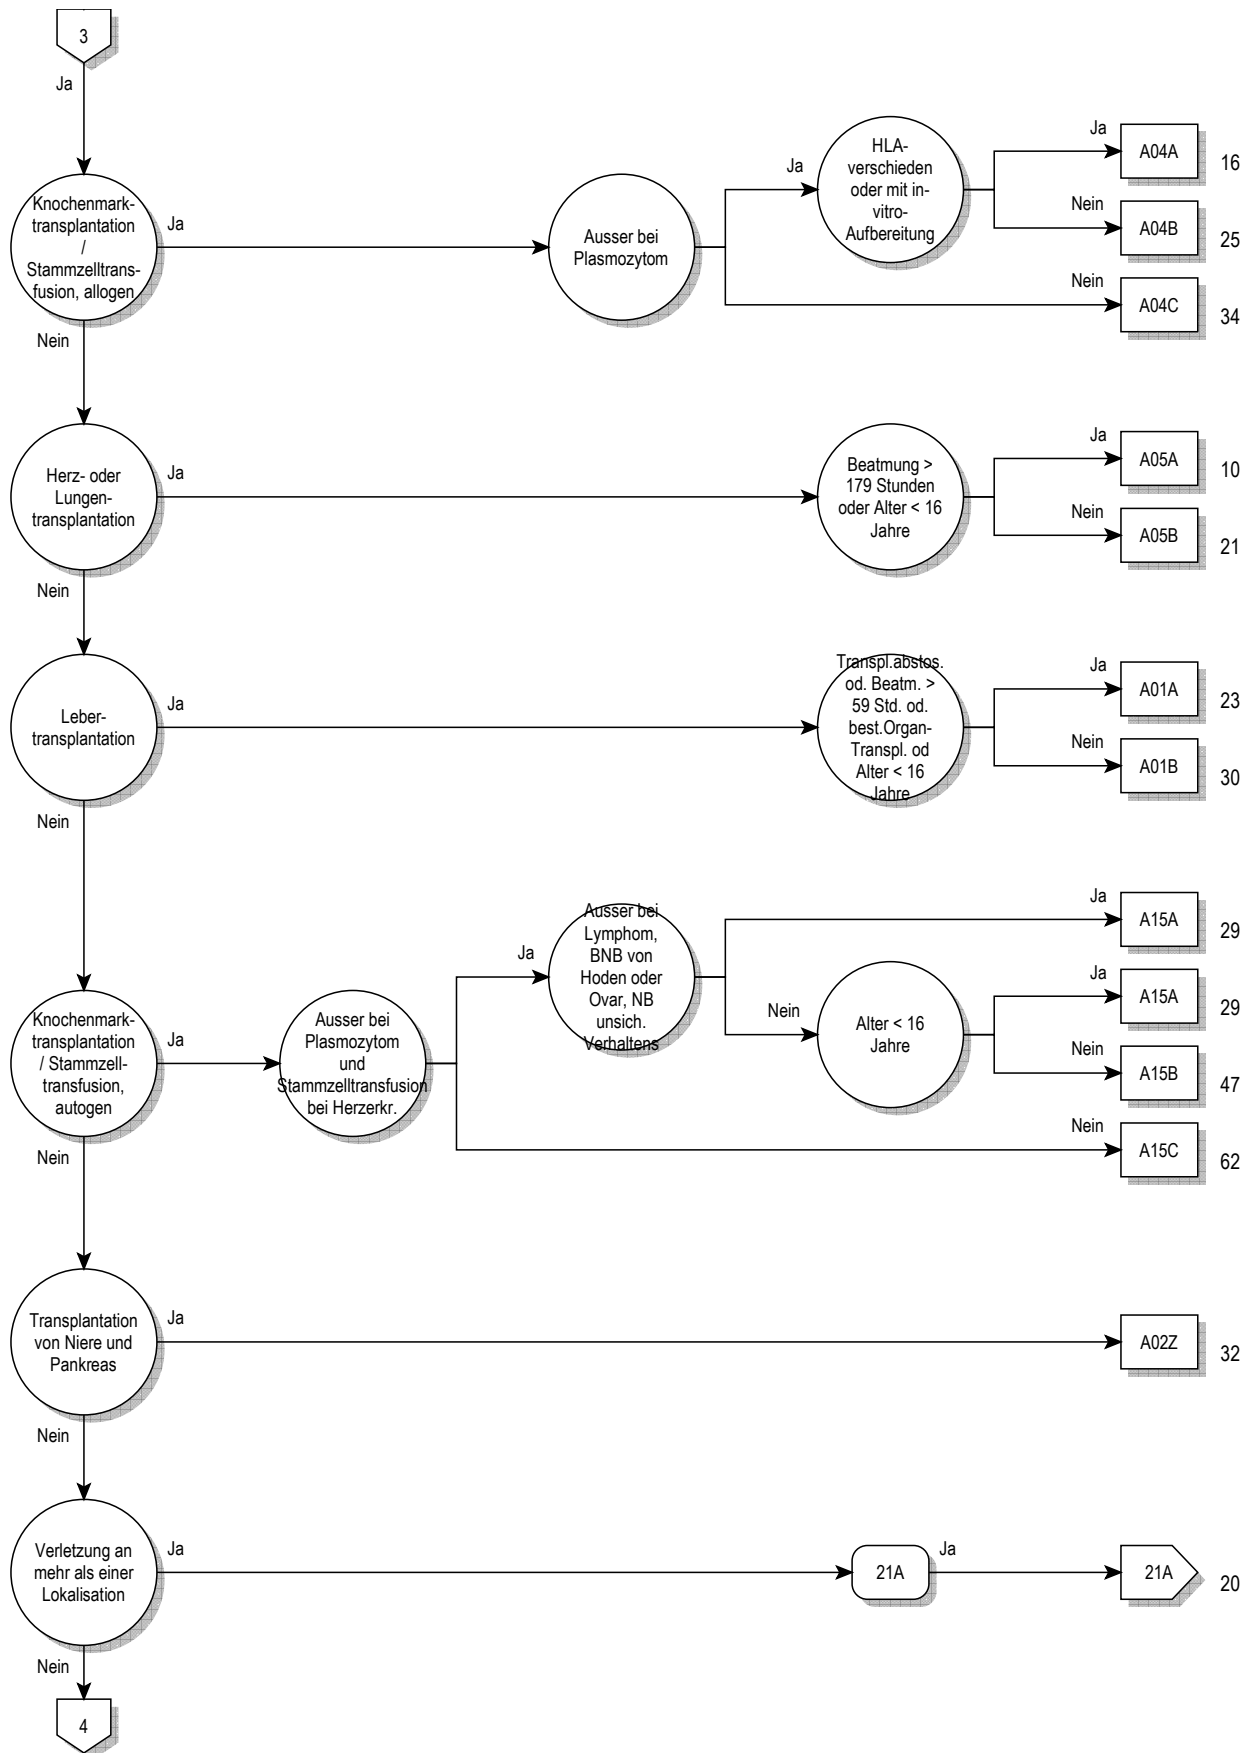 3
Ja
Knochenmark-
transplantation
/
Stammzelltrans-
fusion, allogen
Ja
Ausser bei
Plasmozytom
Ja
HLA-
verschieden
oder mit in-
vitro-
Aufbereitung
Ja
A04A
16
Nein
A04B
25
Nein
A04C
34
Nein
Herz- oder
Lungen-
transplantation
Ja
Beatmung >
179 Stunden
oder Alter < 16
Jahre
Ja
A05A
10
Nein
A05B
21
Nein
Leber-
transplantation
Ja
Transpl.abstos.
od. Beatm. >
59 Std. od.
best.Organ-
Transpl. od
Alter < 16
Jahre
Ja
A01A
23
Nein
A01B
30
Nein
Knochenmark-
transplantation
/ Stammzell-
transfusion,
autogen
Ja
Ausser bei
Plasmozytom
und
Stammzelltransfusion
bei Herzerkr.
Ja
Ausser bei
Lymphom,
BNB von
Hoden oder
Ovar, NB
unsich.
Verhaltens
Ja
A15A
29
Nein
Alter < 16
Jahre
Ja
A15A
29
Nein
A15B
47
Nein
A15C
62
Nein
Transplantation
von Niere und
Pankreas
Ja
A02Z
32
Nein
Verletzung an
mehr als einer
Lokalisation
Ja
21A
Ja
21A
20
Nein
4